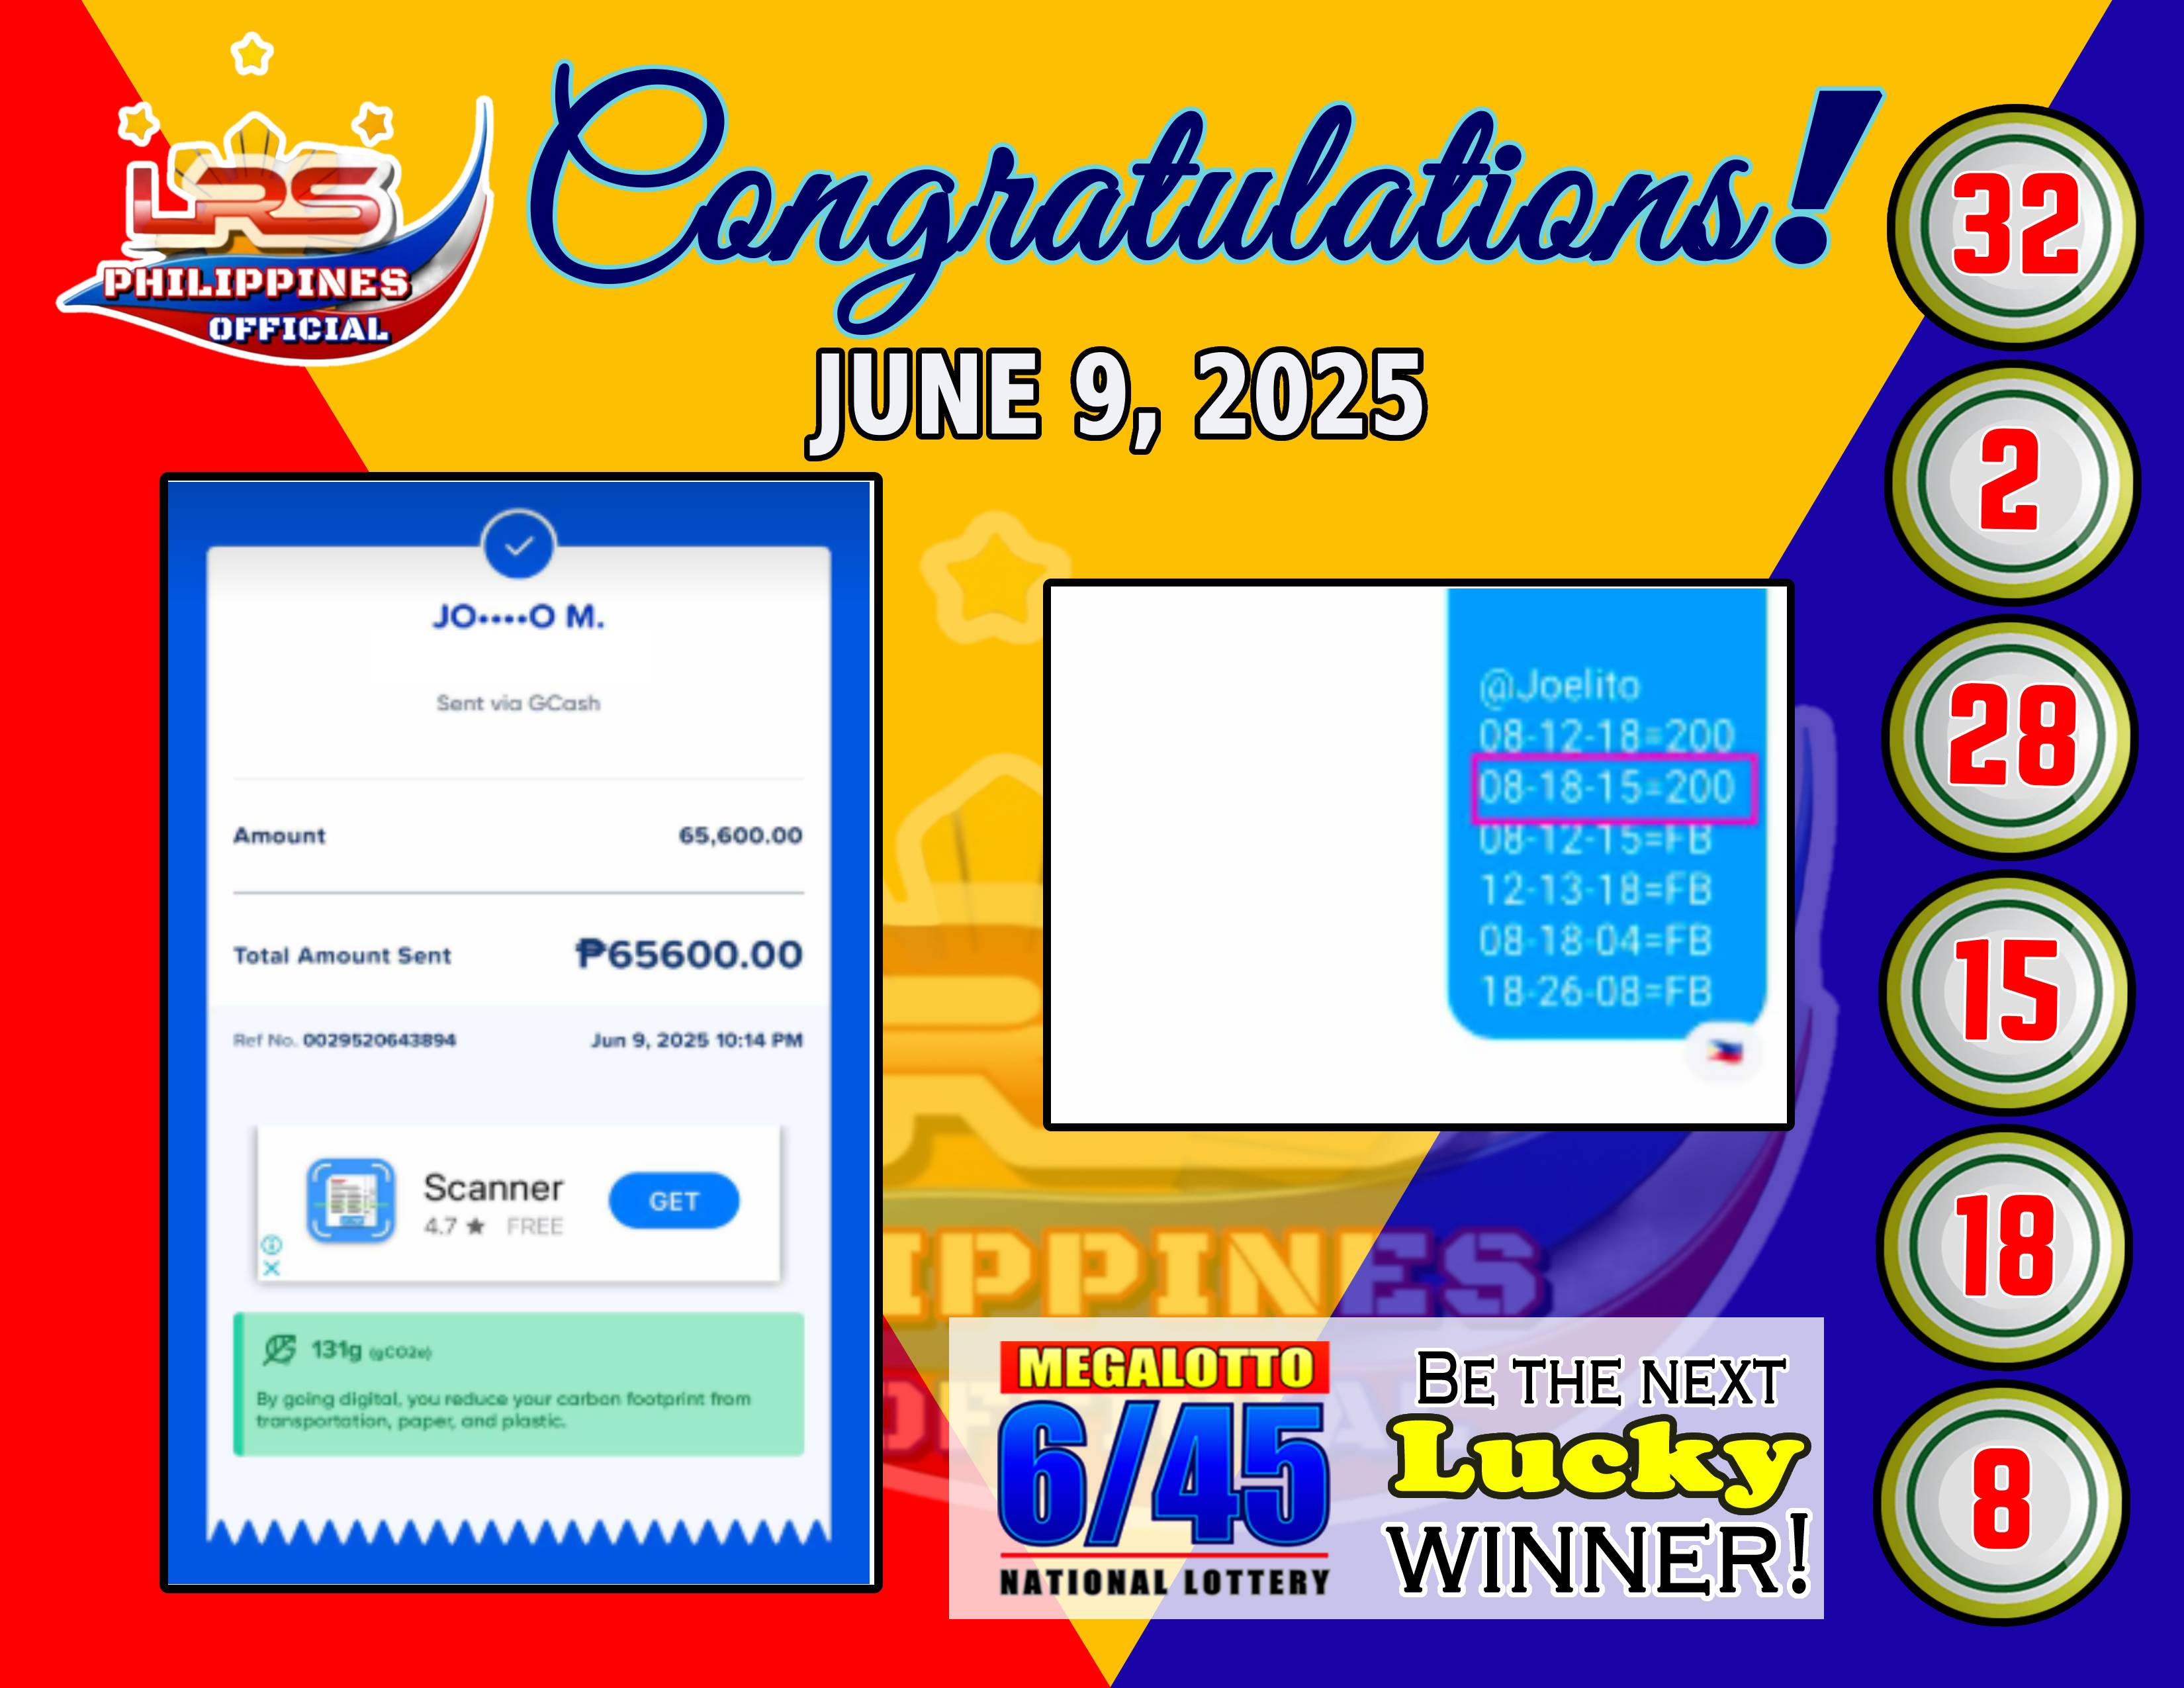 LRS
PHILIPPINES
OFFICIAL
Congratulations!
JUNE 9, 2025
JO••••O M.
Sent via GCash
Amount 65,600.00
Total Amount Sent ₱65600.00
Ref No. 0029520643894 Jun 9, 2025 10:14 PM
Scanner
4.7 ★ FREE
GET
131g (gCO2e)
By going digital, you reduce your carbon footprint from
transportation, paper, and plastic.
@Joelito
08-12-18=200
08-18-15=200
08-12-15=FB
12-13-18=FB
08-18-04=FB
18-26-08=FB
IPPINES
MEGALOTTO
6/45
NATIONAL LOTTERY
BE THE NEXT
Lucky
WINNER!
32
2
28
15
18
8